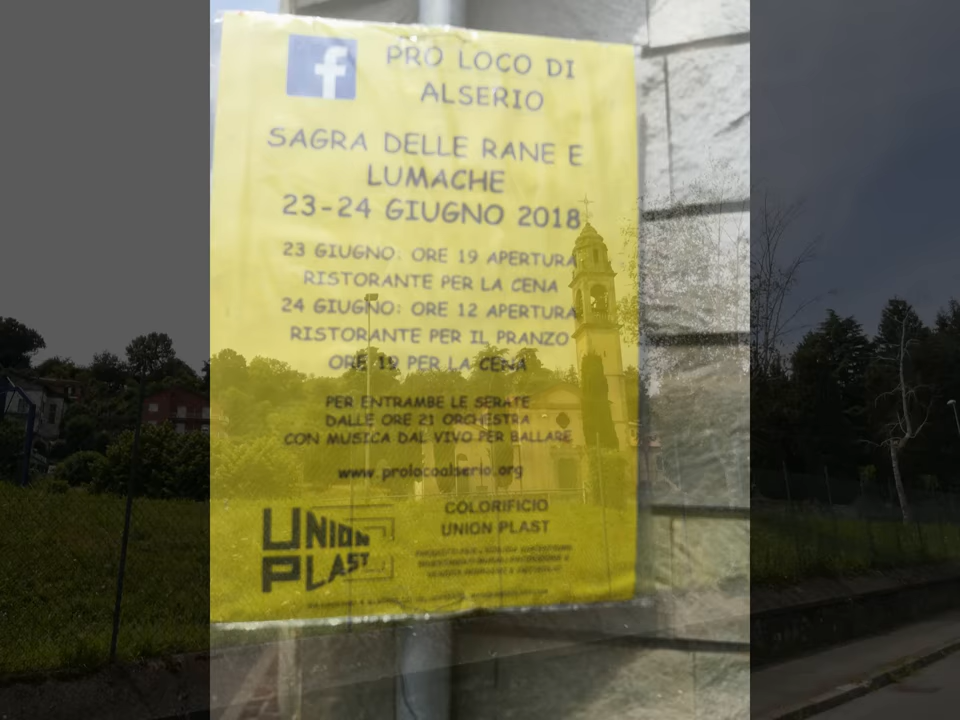 f
PRO LOCO DI
ALSERIO
SAGRA DELLE RANE E
LUMACHE
23-24 GIUGNO 2018
23 GIUGNO: ORE 19 APERTURA
RISTORANTE PER LA CENA
24 GIUGNO: ORE 12 APERTURA
RISTORANTE PER IL PRANZO
ORE 19 PER LA CENA
PER ENTRAMBE LE SERATE
DALLE ORE 21 ORCHESTRA
CON MUSICA DAL VIVO PER BALLARE
www.prolocoalserio.org
UNION
PLAST
COLORIFICIO
UNION PLAST